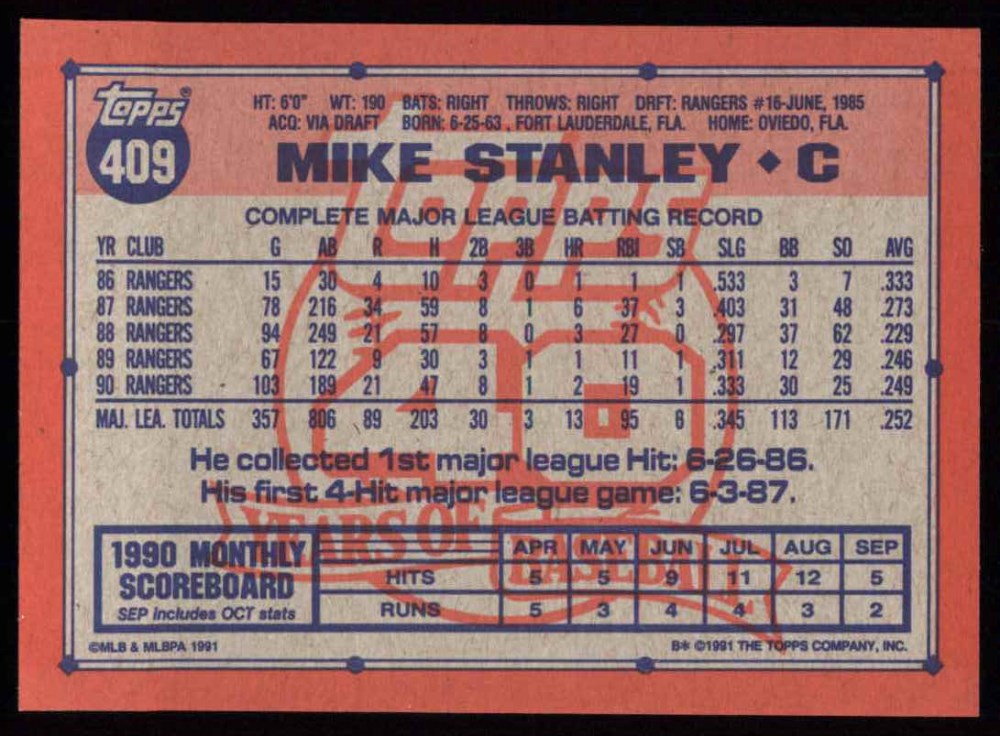 Topps®
409
HT: 6'0" WT: 190 BATS: RIGHT THROWS: RIGHT DRFT: RANGERS #16-JUNE, 1985
ACQ: VIA DRAFT BORN: 6-25-63, FORT LAUDERDALE, FLA. HOME: OVIEDO, FLA.
MIKE STANLEY ◆ C
COMPLETE MAJOR LEAGUE BATTING RECORD
YR CLUB G AB R H 2B 3B HR RBI SB SLG BB SO AVG
86 RANGERS 15 30 4 10 3 0 1 1 1 .533 3 7 .333
87 RANGERS 78 216 34 59 8 1 6 37 3 .403 31 48 .273
88 RANGERS 94 249 21 57 8 0 3 27 0 .297 37 62 .229
89 RANGERS 67 122 9 30 3 1 1 11 1 .311 12 29 .246
90 RANGERS 103 189 21 47 8 1 2 19 1 .333 30 25 .249
MAJ. LEA. TOTALS 357 806 89 203 30 3 13 95 6 .345 113 171 .252
He collected 1st major league Hit: 6-26-86.
His first 4-Hit major league game: 6-3-87.
Topps
40
YEARS OF
BASEBALL
1990 MONTHLY
SCOREBOARD
SEP includes OCT stats
APR MAY JUN JUL AUG SEP
HITS 5 5 9 11 12 5
RUNS 5 3 4 4 3 2
©MLB & MLBPA 1991
B* ©1991 THE TOPPS COMPANY, INC.